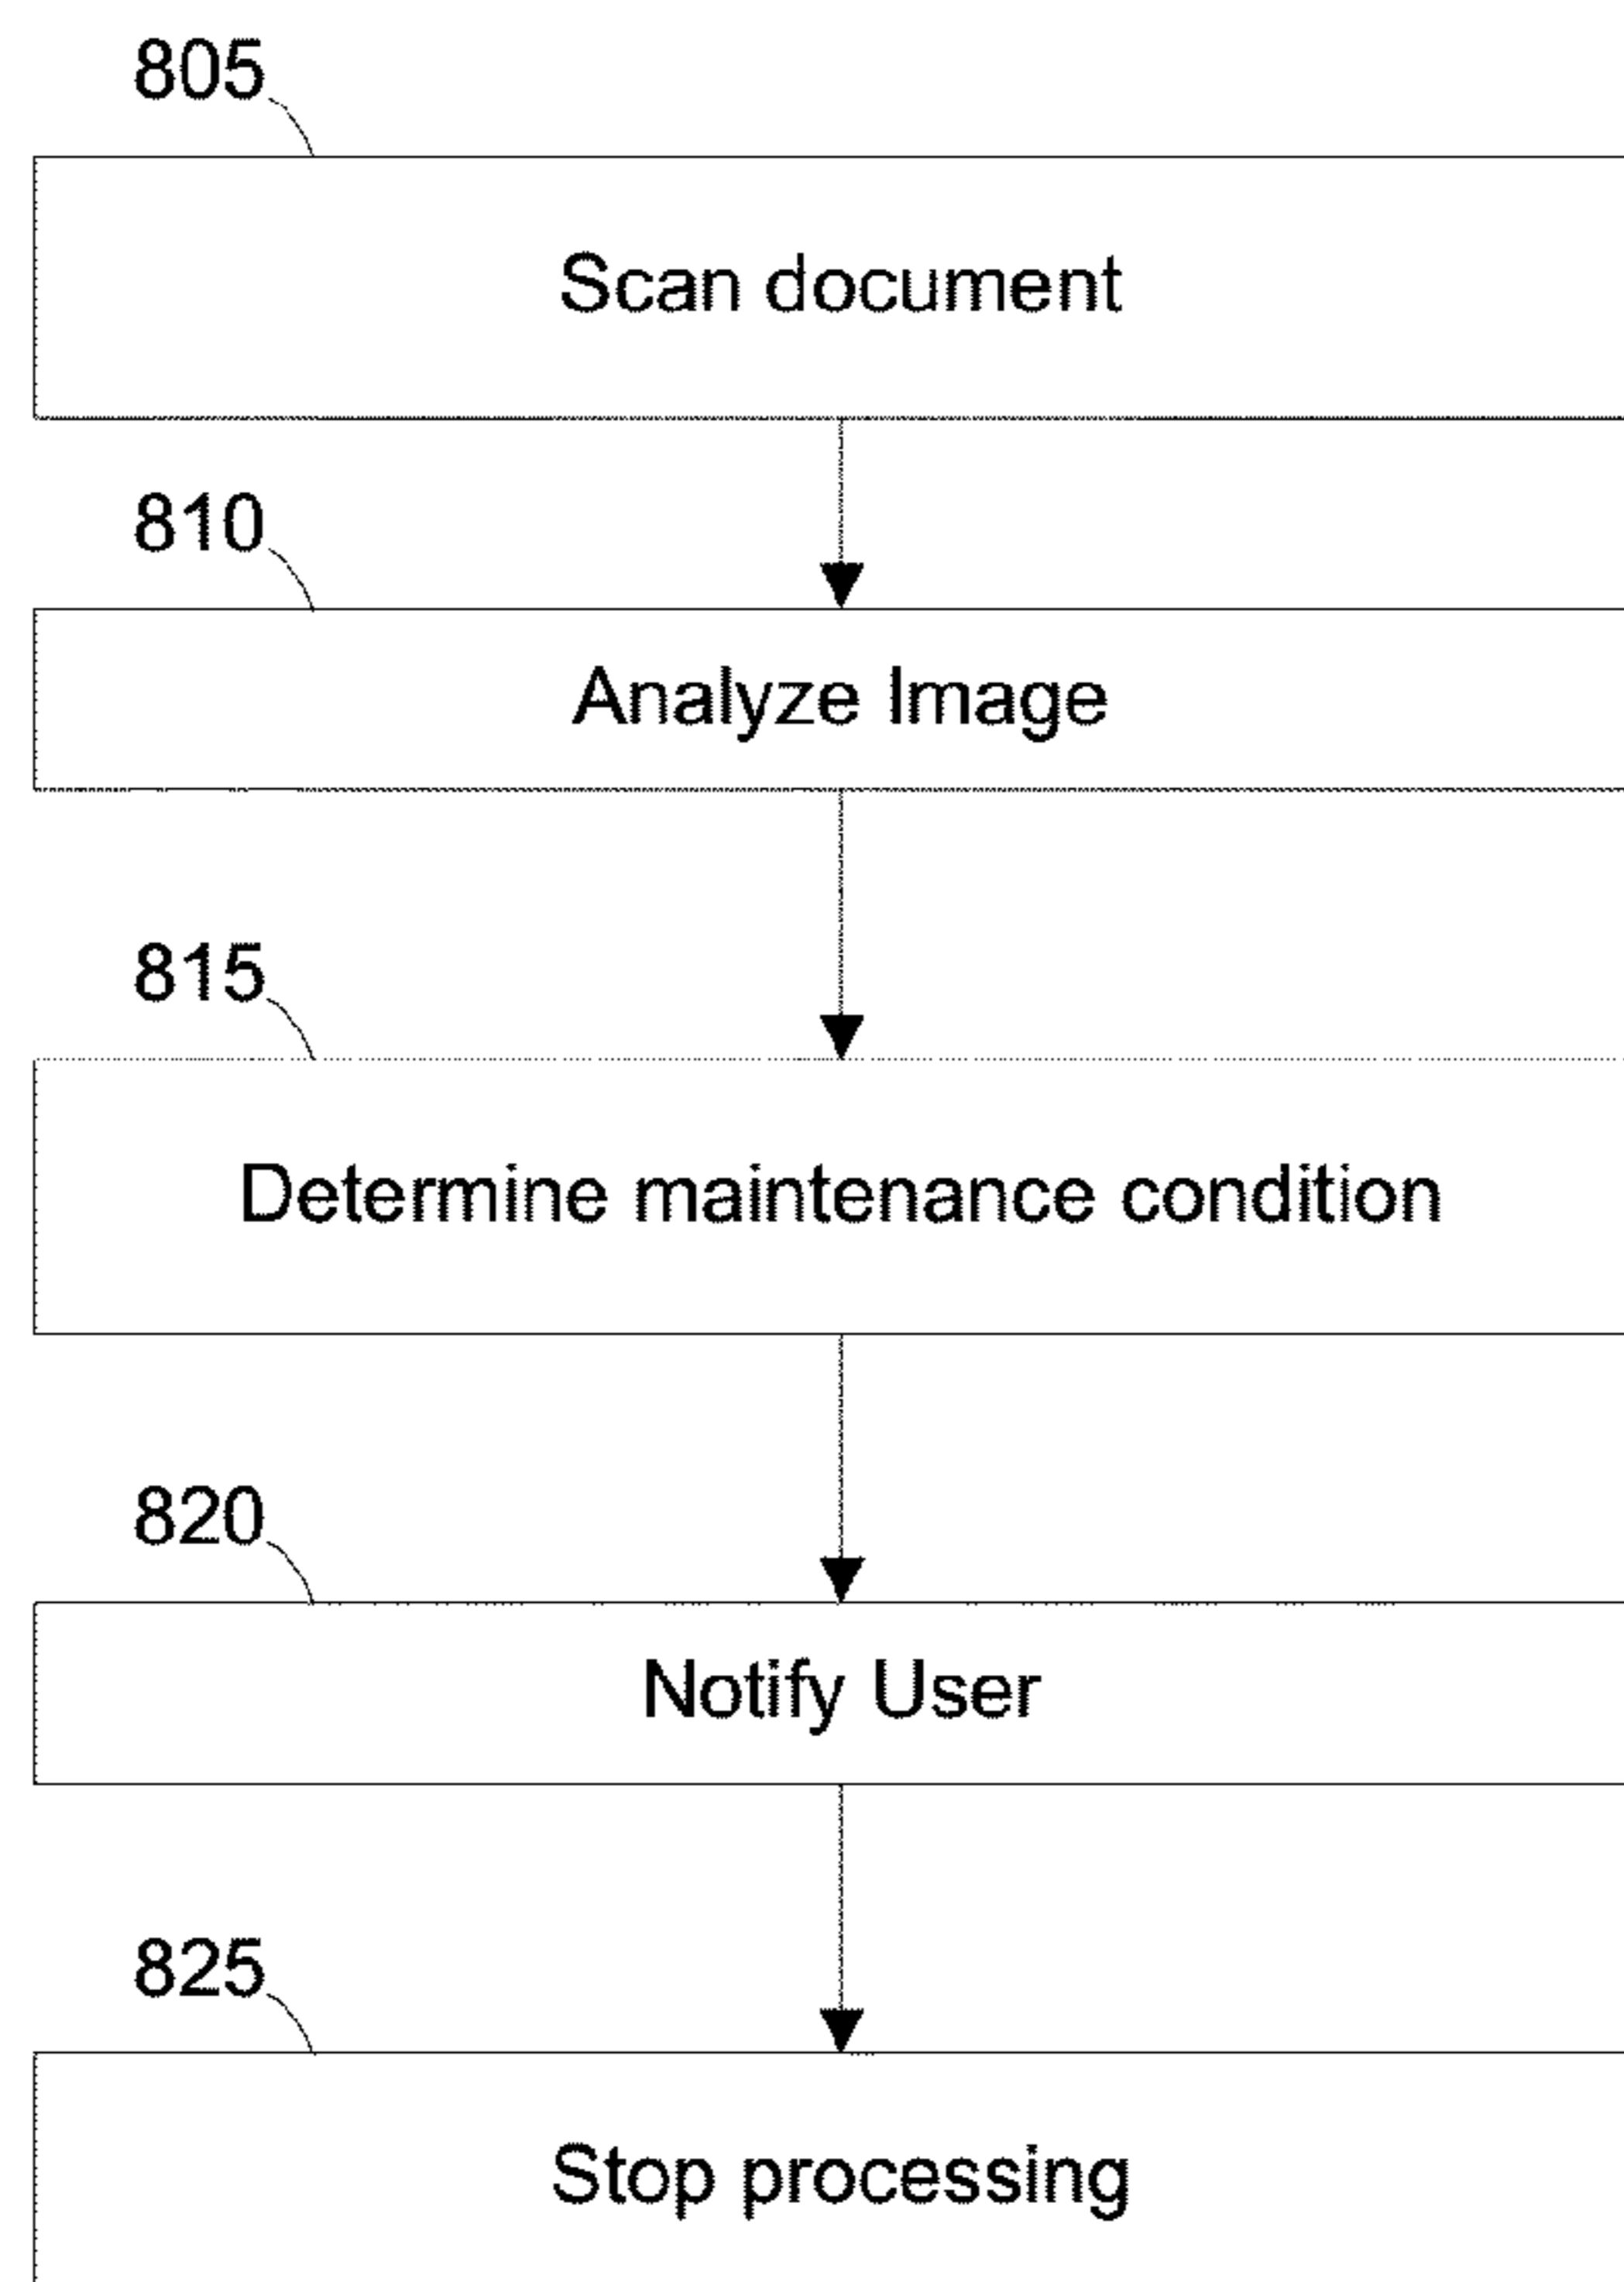 805
Scan document
810
Analyze Image
815
Determine maintenance condition
820
Notify User
825
Stop processing